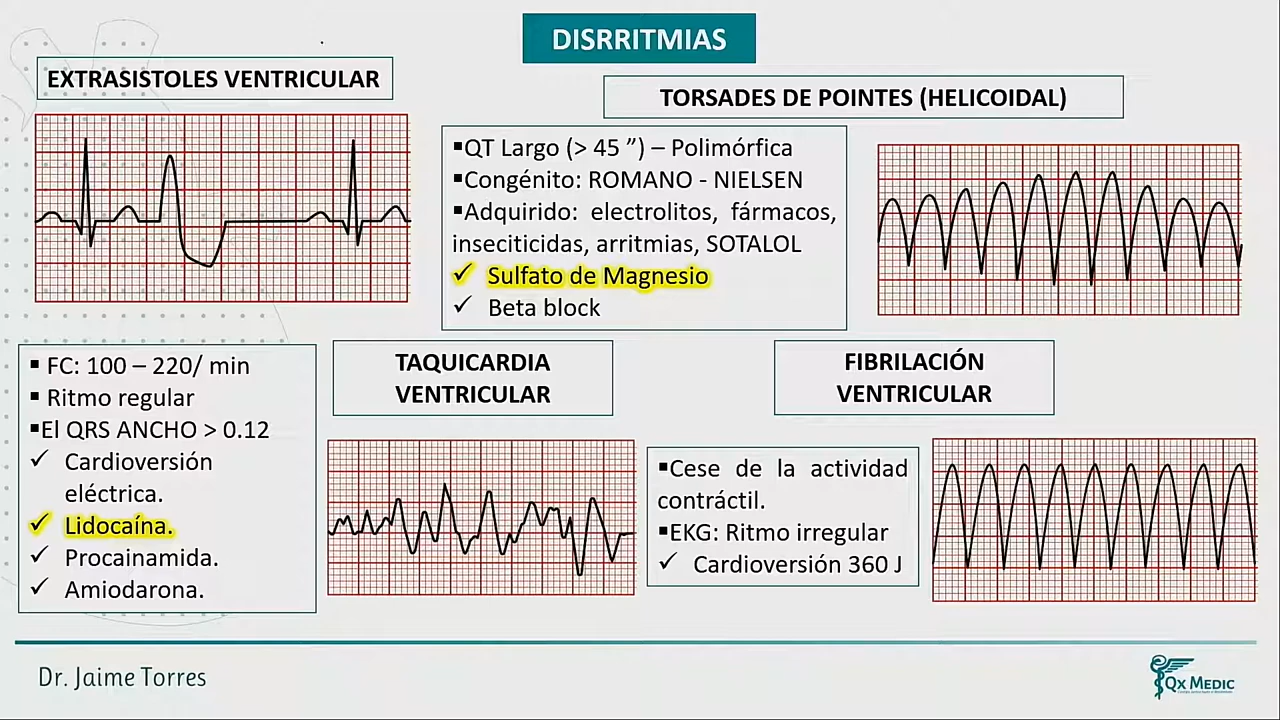 DISRRITMIAS
EXTRASISTOLES VENTRICULAR
TORSADES DE POINTES (HELICOIDAL)
▪QT Largo (> 45 ”) – Polimórfica
▪Congénito: ROMANO - NIELSEN
▪Adquirido: electrolitos, fármacos,
inseciticidas, arritmias, SOTALOL
✓ Sulfato de Magnesio
✓ Beta block
▪ FC: 100 – 220/ min
▪ Ritmo regular
▪El QRS ANCHO > 0.12
✓ Cardioversión
eléctrica.
✓ Lidocaína.
✓ Procainamida.
✓ Amiodarona.
TAQUICARDIA
VENTRICULAR
FIBRILACIÓN
VENTRICULAR
▪Cese de la actividad
contráctil.
▪EKG: Ritmo irregular
✓ Cardioversión 360 J
Dr. Jaime Torres
QX MEDIC